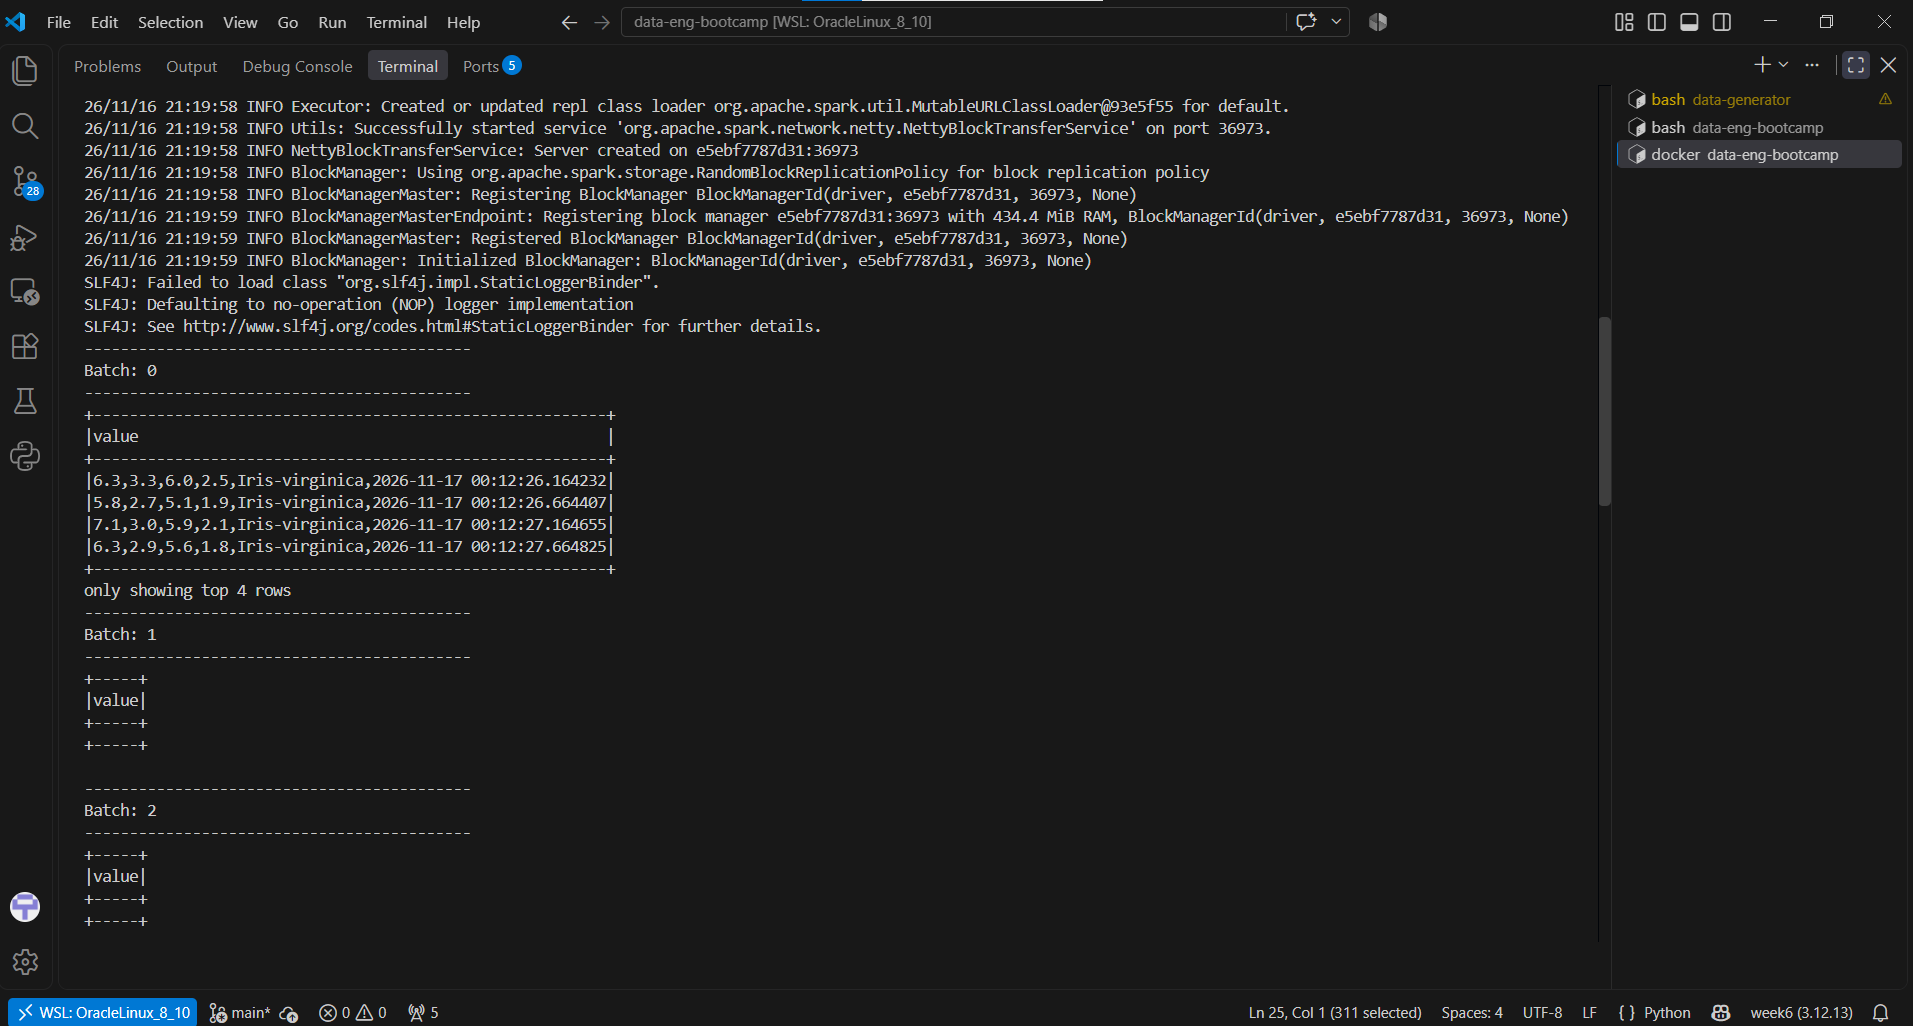 File Edit Selection View Go Run Terminal Help data-eng-bootcamp [WSL: OracleLinux_8_10]
Problems Output Debug Console Terminal Ports 5
26/11/16 21:19:58 INFO Executor: Created or updated repl class loader org.apache.spark.util.MutableURLClassLoader@93e5f55 for default.
26/11/16 21:19:58 INFO Utils: Successfully started service 'org.apache.spark.network.netty.NettyBlockTransferService' on port 36973.
26/11/16 21:19:58 INFO NettyBlockTransferService: Server created on e5ebf7787d31:36973
26/11/16 21:19:58 INFO BlockManager: Using org.apache.spark.storage.RandomBlockReplicationPolicy for block replication policy
26/11/16 21:19:58 INFO BlockManagerMaster: Registering BlockManager BlockManagerId(driver, e5ebf7787d31, 36973, None)
26/11/16 21:19:59 INFO BlockManagerMasterEndpoint: Registering block manager e5ebf7787d31:36973 with 434.4 MiB RAM, BlockManagerId(driver, e5ebf7787d31, 36973, None)
26/11/16 21:19:59 INFO BlockManagerMaster: Registered BlockManager BlockManagerId(driver, e5ebf7787d31, 36973, None)
26/11/16 21:19:59 INFO BlockManager: Initialized BlockManager: BlockManagerId(driver, e5ebf7787d31, 36973, None)
SLF4J: Failed to load class "org.slf4j.impl.StaticLoggerBinder".
SLF4J: Defaulting to no-operation (NOP) logger implementation
SLF4J: See http://www.slf4j.org/codes.html#StaticLoggerBinder for further details.
-------------------------------------------
Batch: 0
-------------------------------------------
+---------------------------------------------------------+
|value                                                    |
+---------------------------------------------------------+
|6.3,3.3,6.0,2.5,Iris-virginica,2026-11-17 00:12:26.164232|
|5.8,2.7,5.1,1.9,Iris-virginica,2026-11-17 00:12:26.664407|
|7.1,3.0,5.9,2.1,Iris-virginica,2026-11-17 00:12:27.164655|
|6.3,2.9,5.6,1.8,Iris-virginica,2026-11-17 00:12:27.664825|
+---------------------------------------------------------+
only showing top 4 rows
-------------------------------------------
Batch: 1
-------------------------------------------
+-----+
|value|
+-----+
+-----+
-------------------------------------------
Batch: 2
-------------------------------------------
+-----+
|value|
+-----+
+-----+
bash data-generator
bash data-eng-bootcamp
docker data-eng-bootcamp
28
WSL: OracleLinux_8_10 main* 0 0 5 Ln 25, Col 1 (311 selected) Spaces: 4 UTF-8 LF { } Python week6 (3.12.13)